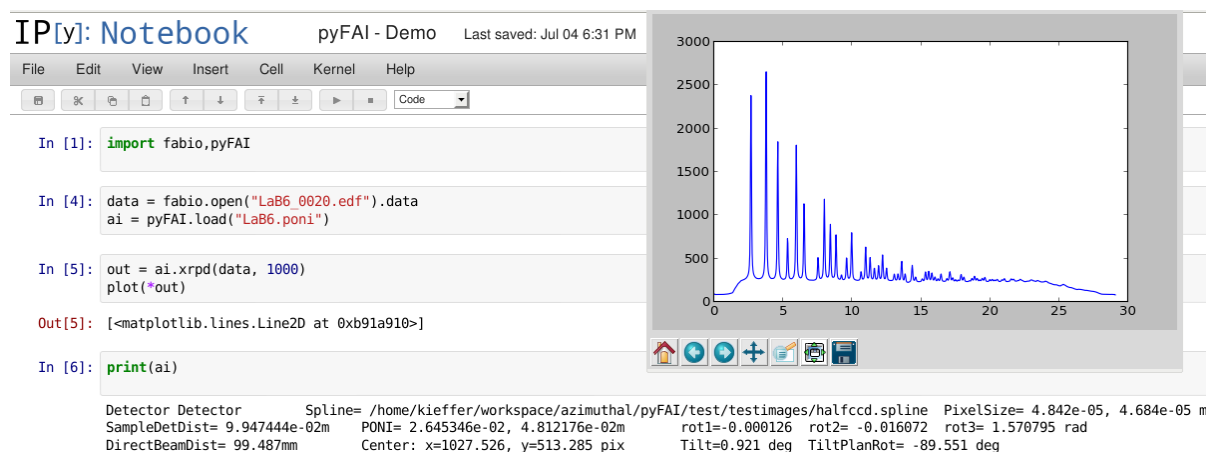 IP[y]: Notebook pyFAI - Demo Last saved: Jul 04 6:31 PM
File Edit View Insert Cell Kernel Help
Code
In [1]: import fabio,pyFAI
In [4]: data = fabio.open("LaB6_0020.edf").data
ai = pyFAI.load("LaB6.poni")
In [5]: out = ai.xrpd(data, 1000)
plot(*out)
Out[5]: [<matplotlib.lines.Line2D at 0xb91a910>]
In [6]: print(ai)
Detector Detector Spline= /home/kieffer/workspace/azimuthal/pyFAI/test/testimages/halfccd.spline PixelSize= 4.842e-05, 4.684e-05 m
SampleDetDist= 9.947444e-02m PONI= 2.645346e-02, 4.812176e-02m rot1=-0.000126 rot2= -0.016072 rot3= 1.570795 rad
DirectBeamDist= 99.487mm Center: x=1027.526, y=513.285 pix Tilt=0.921 deg TiltPlanRot= -89.551 deg
3000
2500
2000
1500
1000
500
0
0 5 10 15 20 25 30